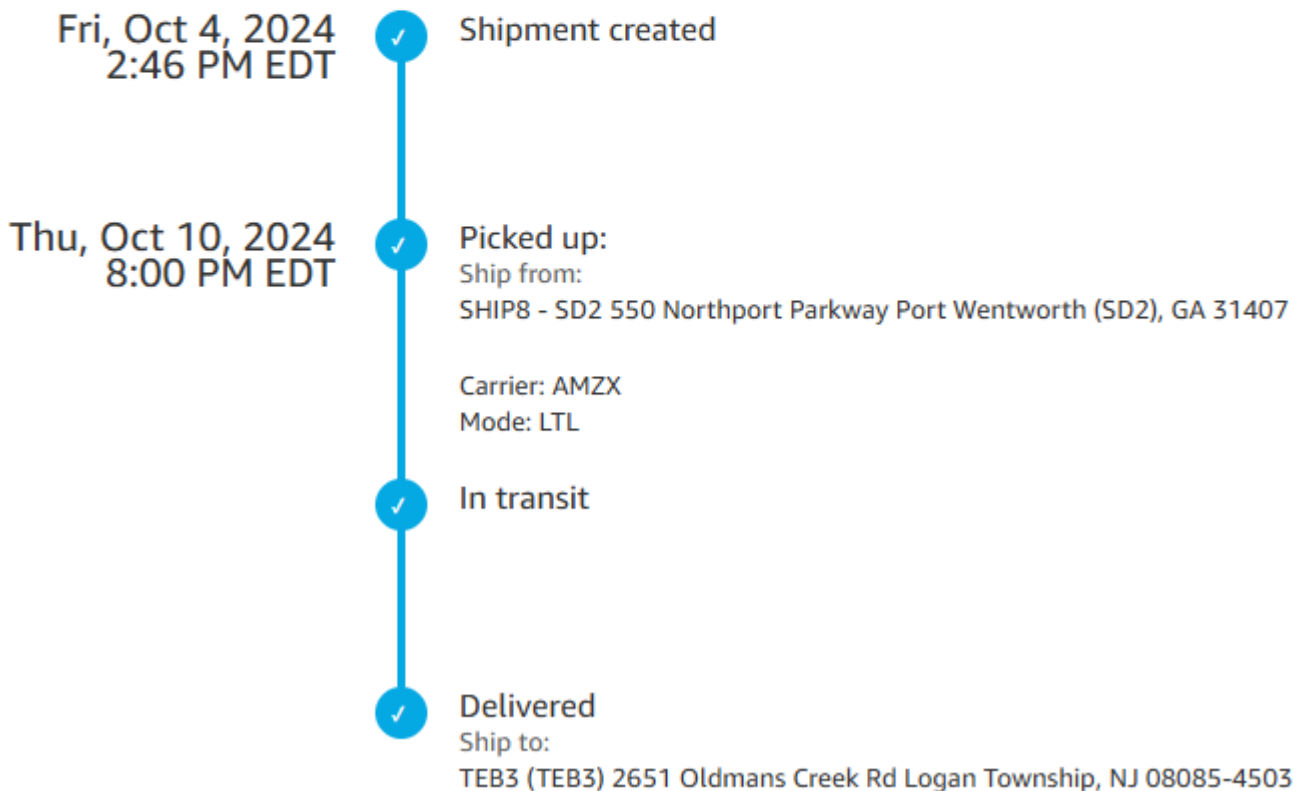 Fri, Oct 4, 2024
2:46 PM EDT
Shipment created
Thu, Oct 10, 2024
8:00 PM EDT
Picked up:
Ship from:
SHIP8 - SD2 550 Northport Parkway Port Wentworth (SD2), GA 31407
Carrier: AMZX
Mode: LTL
In transit
Delivered
Ship to:
TEB3 (TEB3) 2651 Oldmans Creek Rd Logan Township, NJ 08085-4503